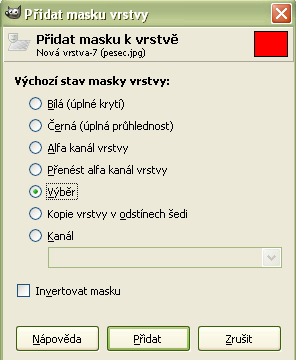 Přidat masku vrstvy
Přidat masku k vrstvě
Nová vrstva-7 (pesec.jpg)
Výchozí stav masky vrstvy:
Bílá (úplné krytí)
Černá (úplná průhlednost)
Alfa kanál vrstvy
Přenést alfa kanál vrstvy
Výběr
Kopie vrstvy v odstínech šedi
Kanál
Invertovat masku
Nápověda
Přidat
Zrušit